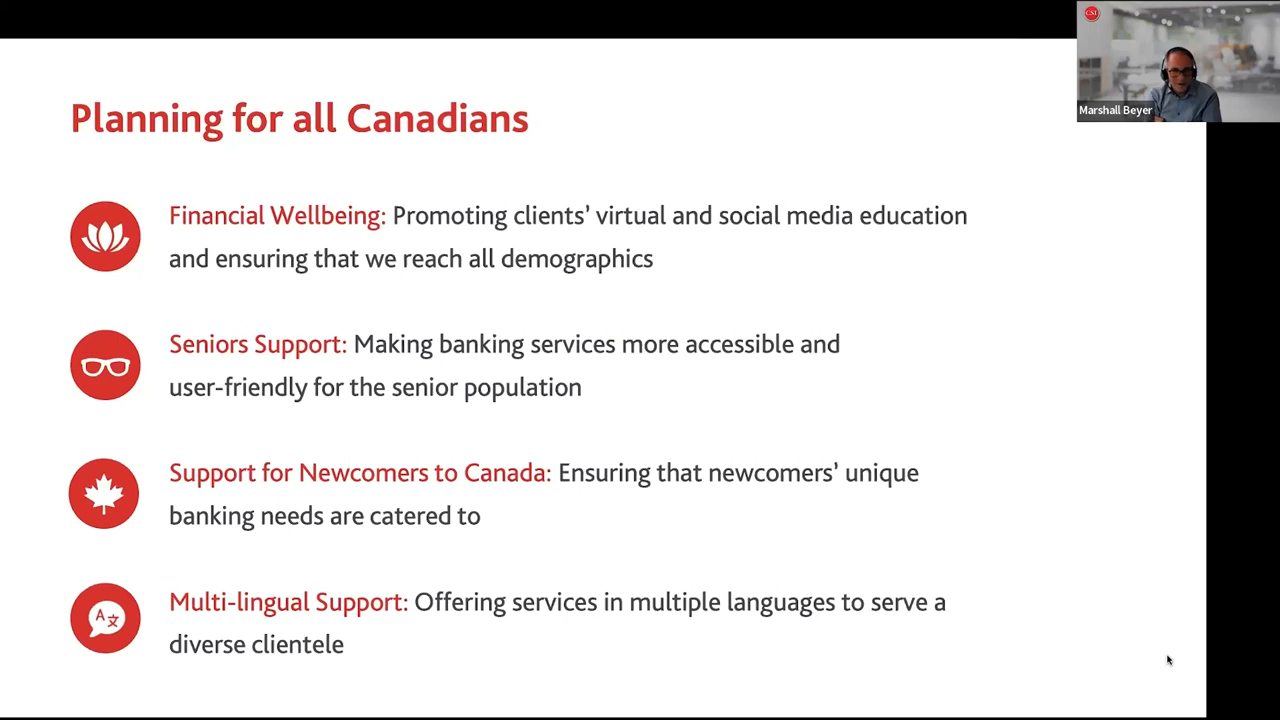 CSI
Marshall Beyer
Planning for all Canadians
Financial Wellbeing: Promoting clients’ virtual and social media education
and ensuring that we reach all demographics
Seniors Support: Making banking services more accessible and
user-friendly for the senior population
Support for Newcomers to Canada: Ensuring that newcomers’ unique
banking needs are catered to
A文
Multi-lingual Support: Offering services in multiple languages to serve a
diverse clientele